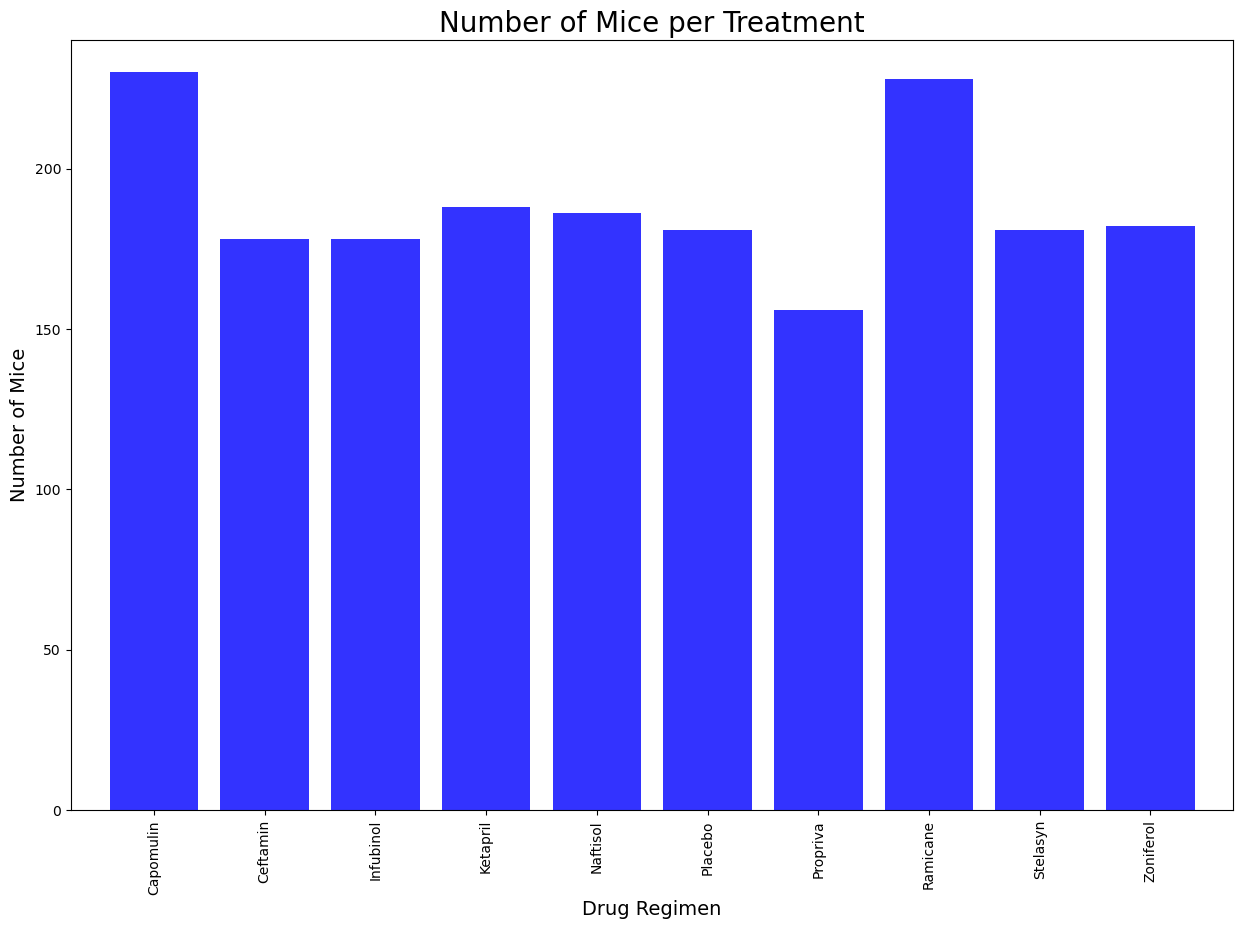 Number of Mice per Treatment
Number of Mice
200
150
100
50
0
Capomulin
Ceftamin
Infubinol
Ketapril
Naftisol
Placebo
Propriva
Ramicane
Stelasyn
Zoniferol
Drug Regimen